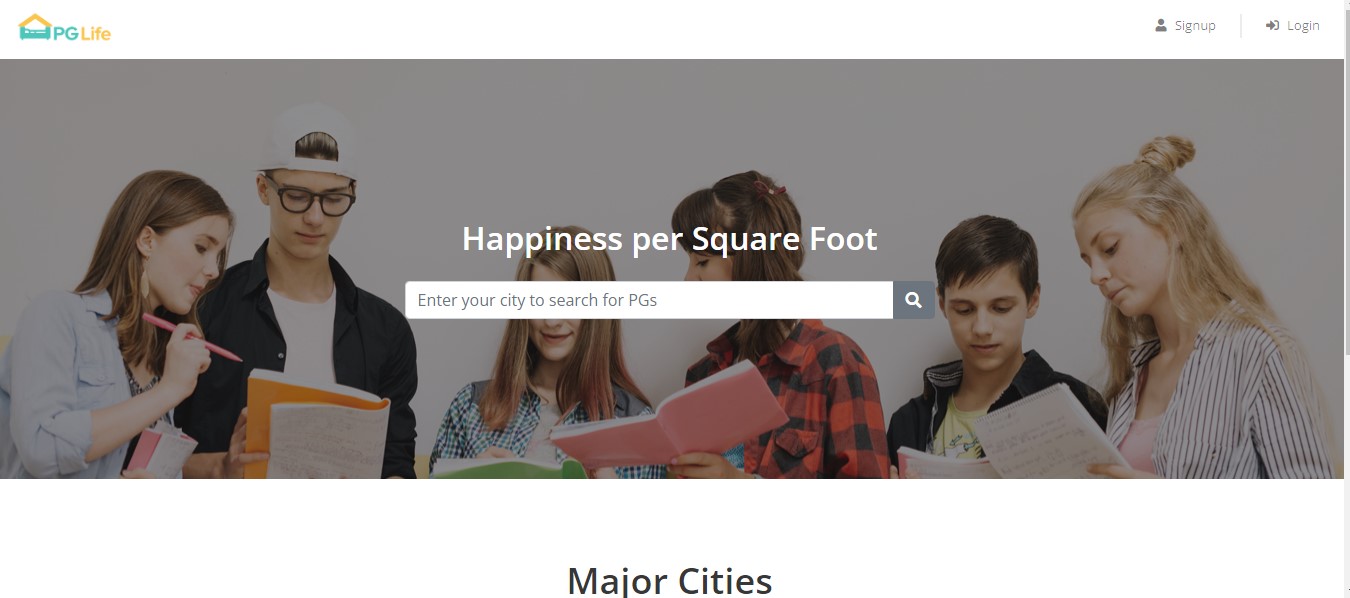 PG Life
Signup
Login
Happiness per Square Foot
Enter your city to search for PGs
Major Cities